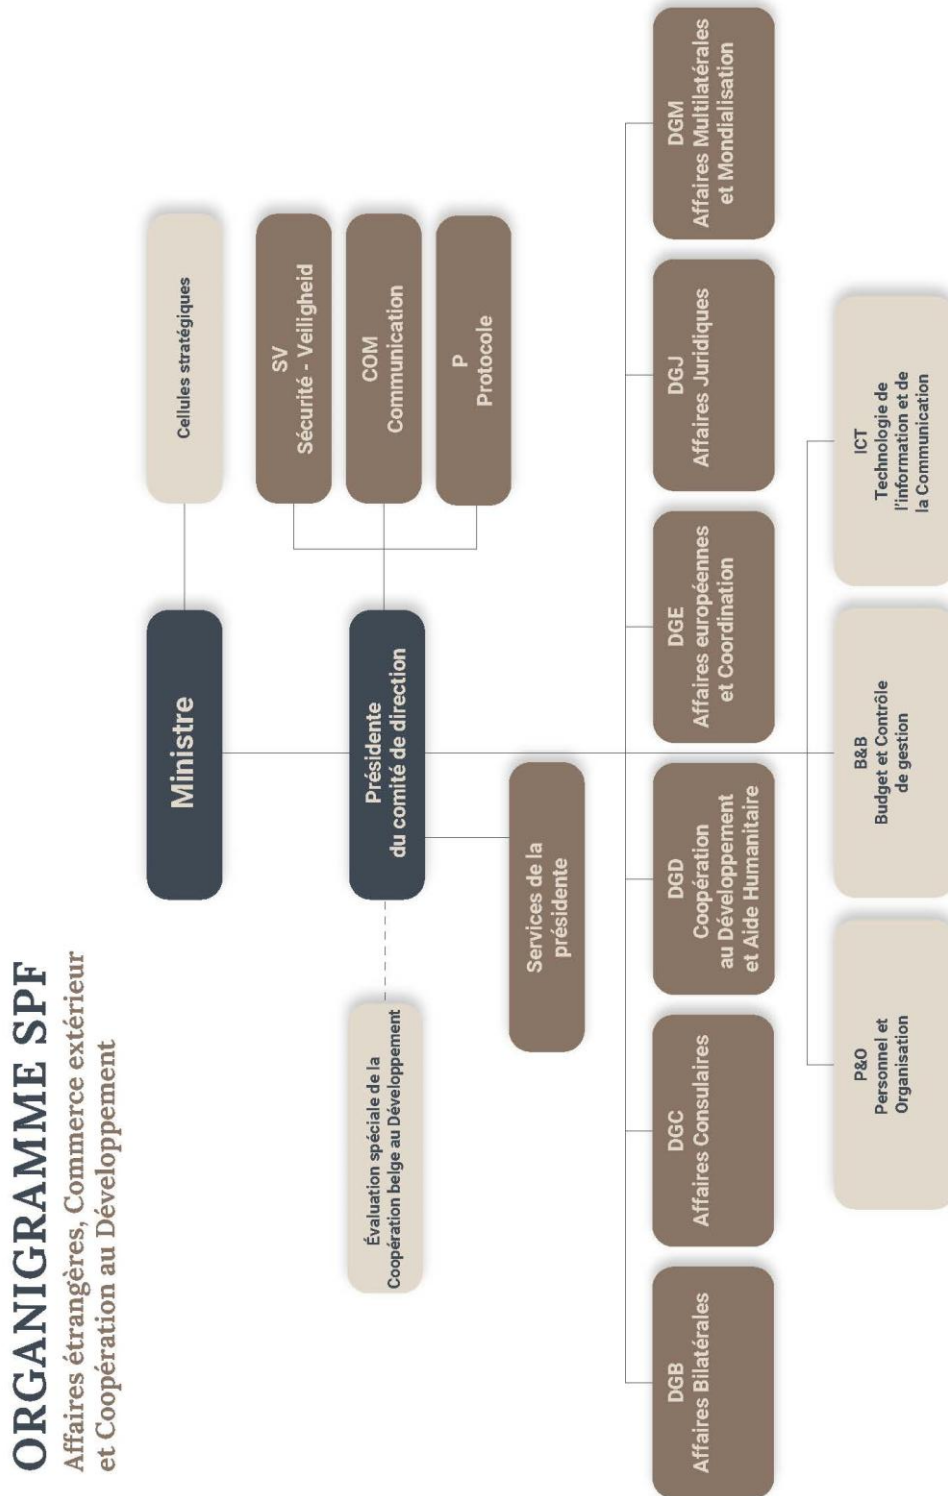 ORGANIGRAMME SPF
Affaires étrangères, Commerce extérieur
et Coopération au Développement
Ministre
Cellules stratégiques
Présidente
du comité de direction
Évaluation spéciale de la
Coopération belge au Développement
SV
Sécurité - Veiligheid
COM
Communication
P
Protocole
Services de la
présidente
DGB
Affaires Bilatérales
DGC
Affaires Consulaires
DGD
Coopération
au Développement
et Aide Humanitaire
DGE
Affaires européennes
et Coordination
DGJ
Affaires Juridiques
DGM
Affaires Multilatérales
et Mondialisation
P&O
Personnel et
Organisation
B&B
Budget et Contrôle
de gestion
ICT
Technologie de
l'information et de
la Communication